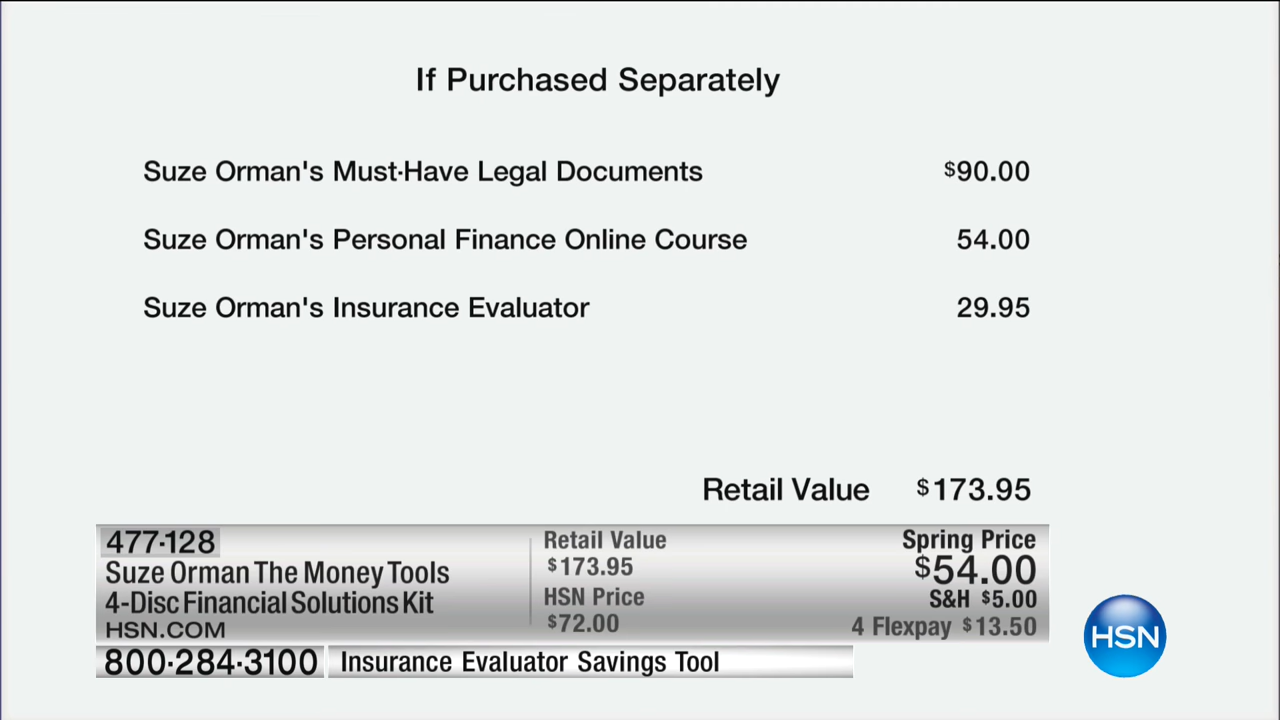 If Purchased Separately
Suze Orman's Must-Have Legal Documents $90.00
Suze Orman's Personal Finance Online Course 54.00
Suze Orman's Insurance Evaluator 29.95
Retail Value $173.95
477-128
Suze Orman The Money Tools
4-Disc Financial Solutions Kit
HSN.COM
Retail Value
$173.95
HSN Price
$72.00
Spring Price
$54.00
S&H $5.00
4 Flexpay $13.50
HSN
800-284-3100 Insurance Evaluator Savings Tool